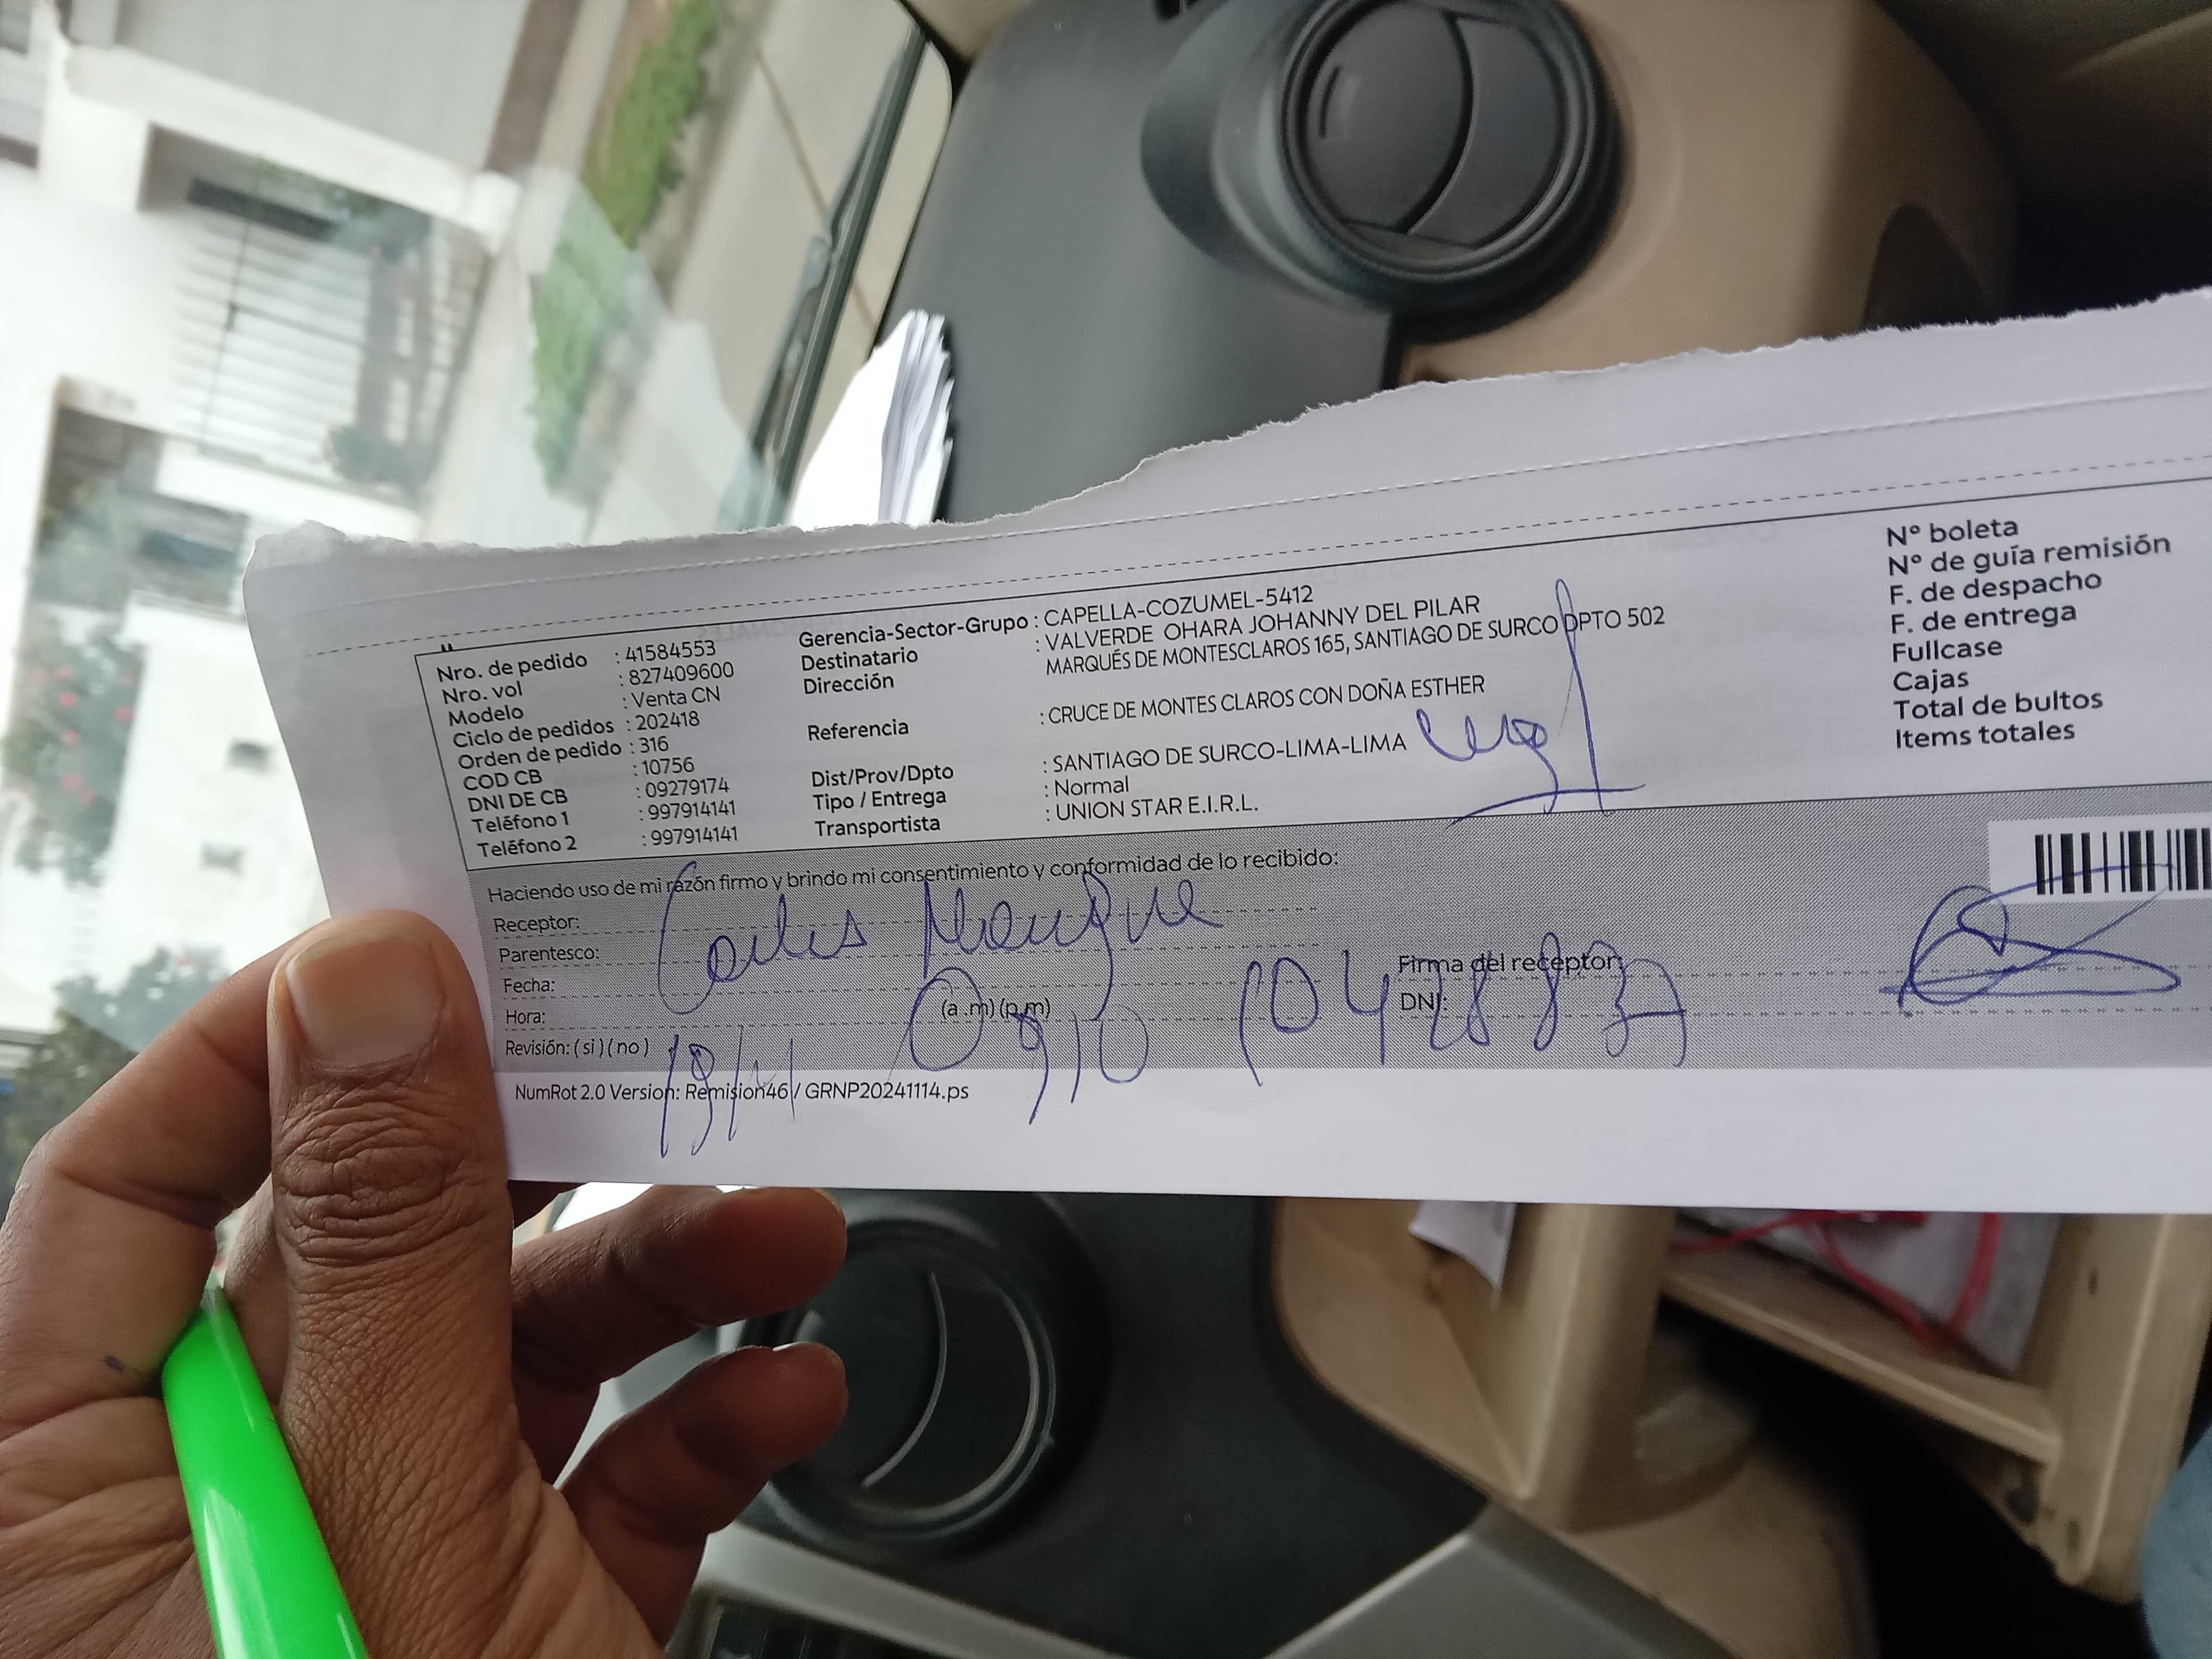 Nro. de pedido : 41584553
Nro. vol : 827409600
Modelo : Venta CN
Ciclo de pedidos : 202418
Orden de pedido : 316
COD CB : 10756
DNI DE CB : 09279174
Teléfono 1 : 997914141
Teléfono 2 : 997914141
Gerencia-Sector-Grupo : CAPELLA-COZUMEL-5412
Destinatario : VALVERDE OHARA JOHANNY DEL PILAR
Dirección MARQUÉS DE MONTESCLAROS 165, SANTIAGO DE SURCO DPTO 502
Referencia : CRUCE DE MONTES CLAROS CON DOÑA ESTHER
Dist/Prov/Dpto : SANTIAGO DE SURCO-LIMA-LIMA
Tipo / Entrega : Normal
Transportista : UNION STAR E.I.R.L.
N° boleta
N° de guía remisión
F. de despacho
F. de entrega
Fullcase
Cajas
Total de bultos
Items totales
Haciendo uso de mi razón firmo y brindo mi consentimiento y conformidad de lo recibido:
Receptor:
Parentesco: Carlos
Fecha:
Hora: (a.m) (p.m)
Revisión: ( si ) ( no )
Firma del receptor:
DNI:
NumRot 2.0 Version: Remision46 / GRNP20241114.ps